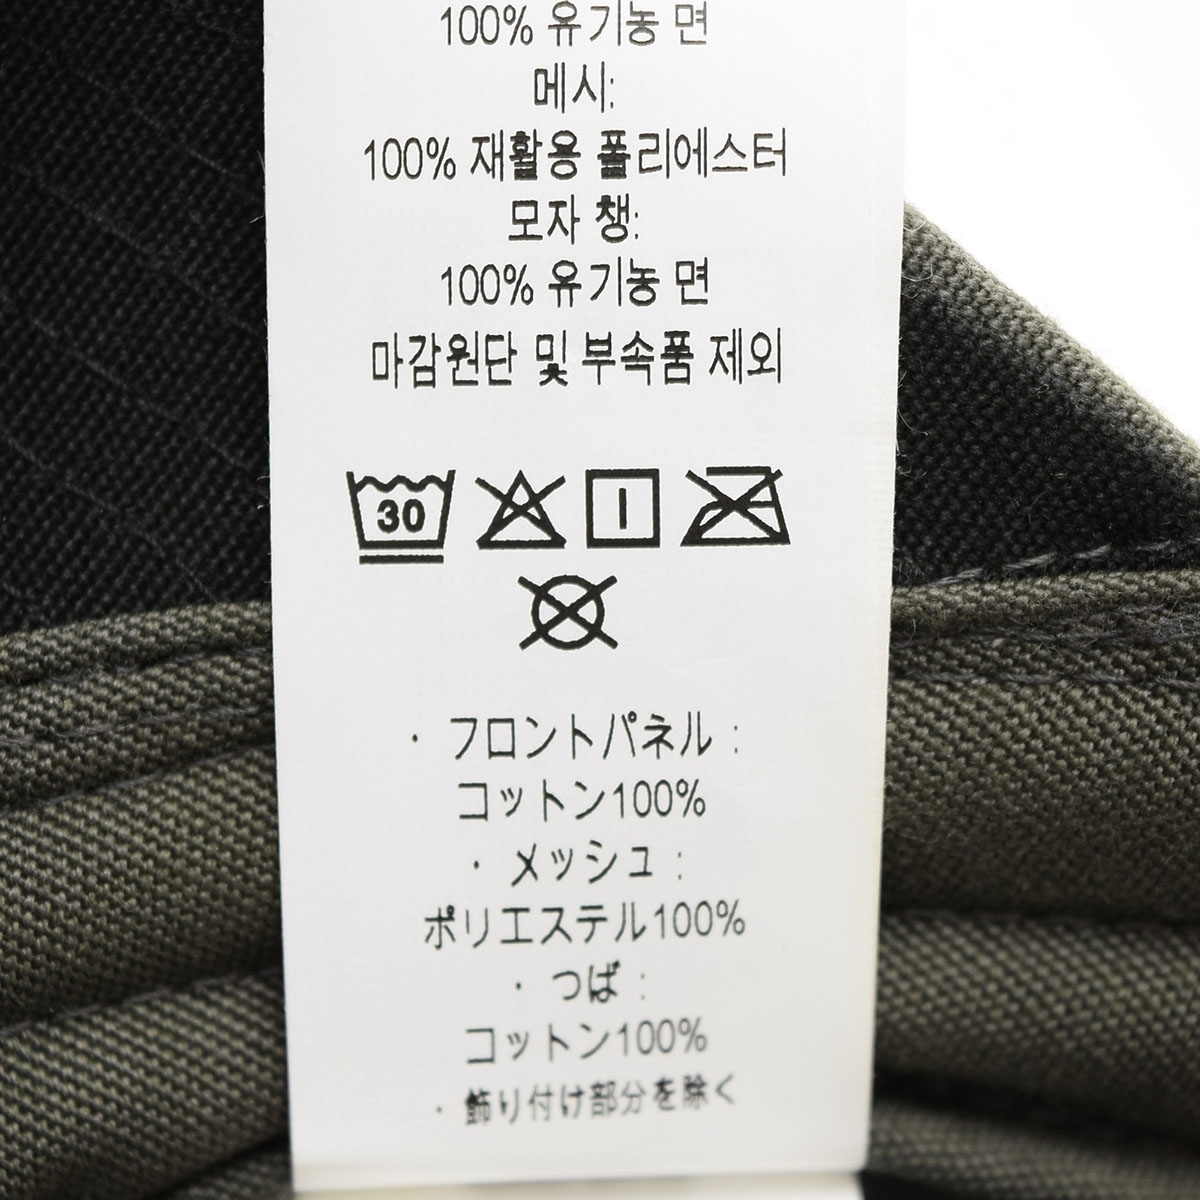 100% 유기농 면
메시:
100% 재활용 폴리에스터
모자 챙:
100% 유기농 면
마감원단 및 부속품 제외
30
・フロントパネル：
コットン100%
・メッシュ：
ポリエステル100%
・つば：
コットン100%
・飾り付け部分を除く